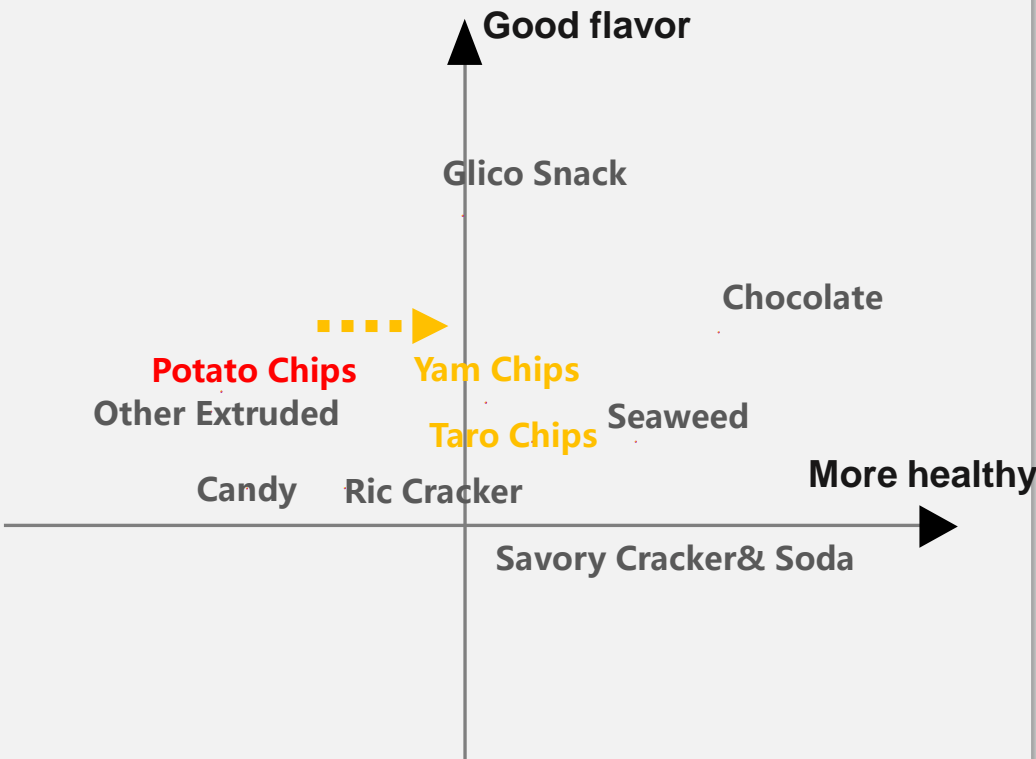 Good flavor
Glico Snack
Chocolate
Potato Chips
Yam Chips
Other Extruded
Seaweed
Taro Chips
More healthy
Candy
Ric Cracker
Savory Cracker& Soda